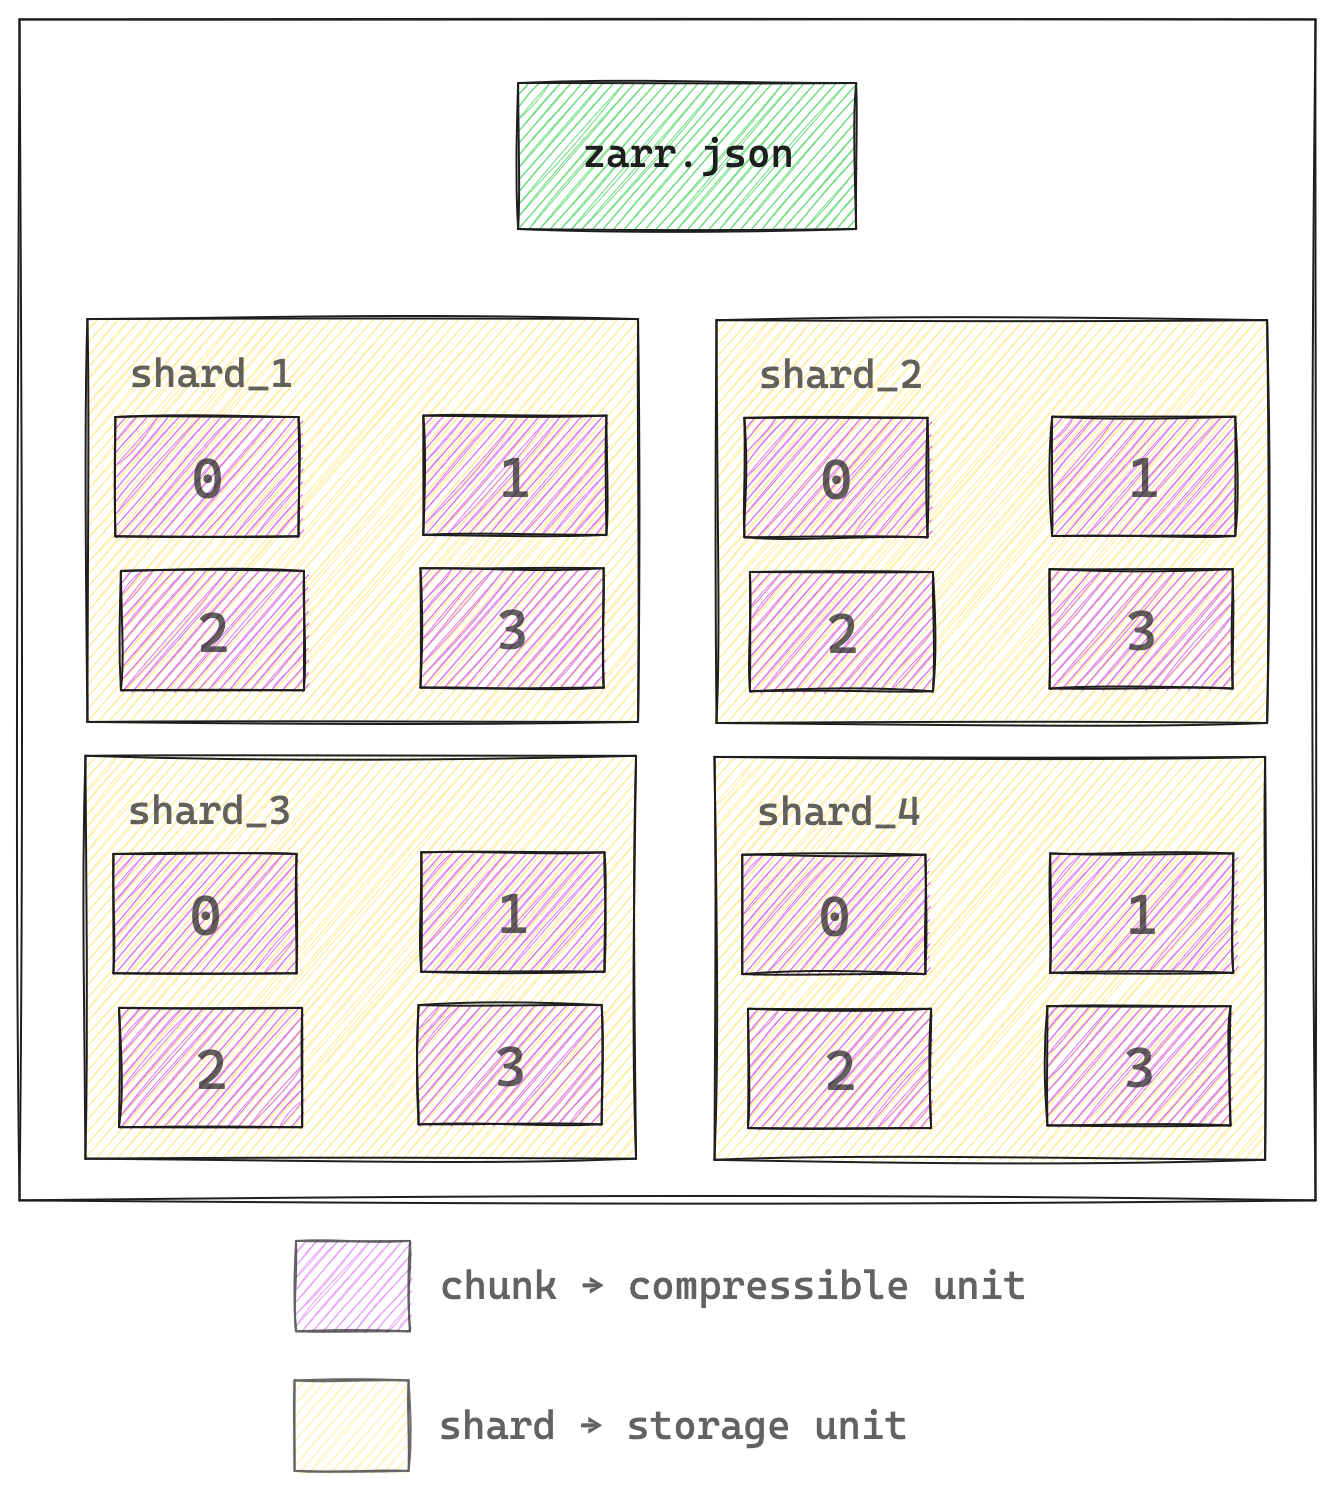 zarr.json
shard_1
0 1
2 3
shard_2
0 1
2 3
shard_3
0 1
2 3
shard_4
0 1
2 3
chunk → compressible unit
shard → storage unit